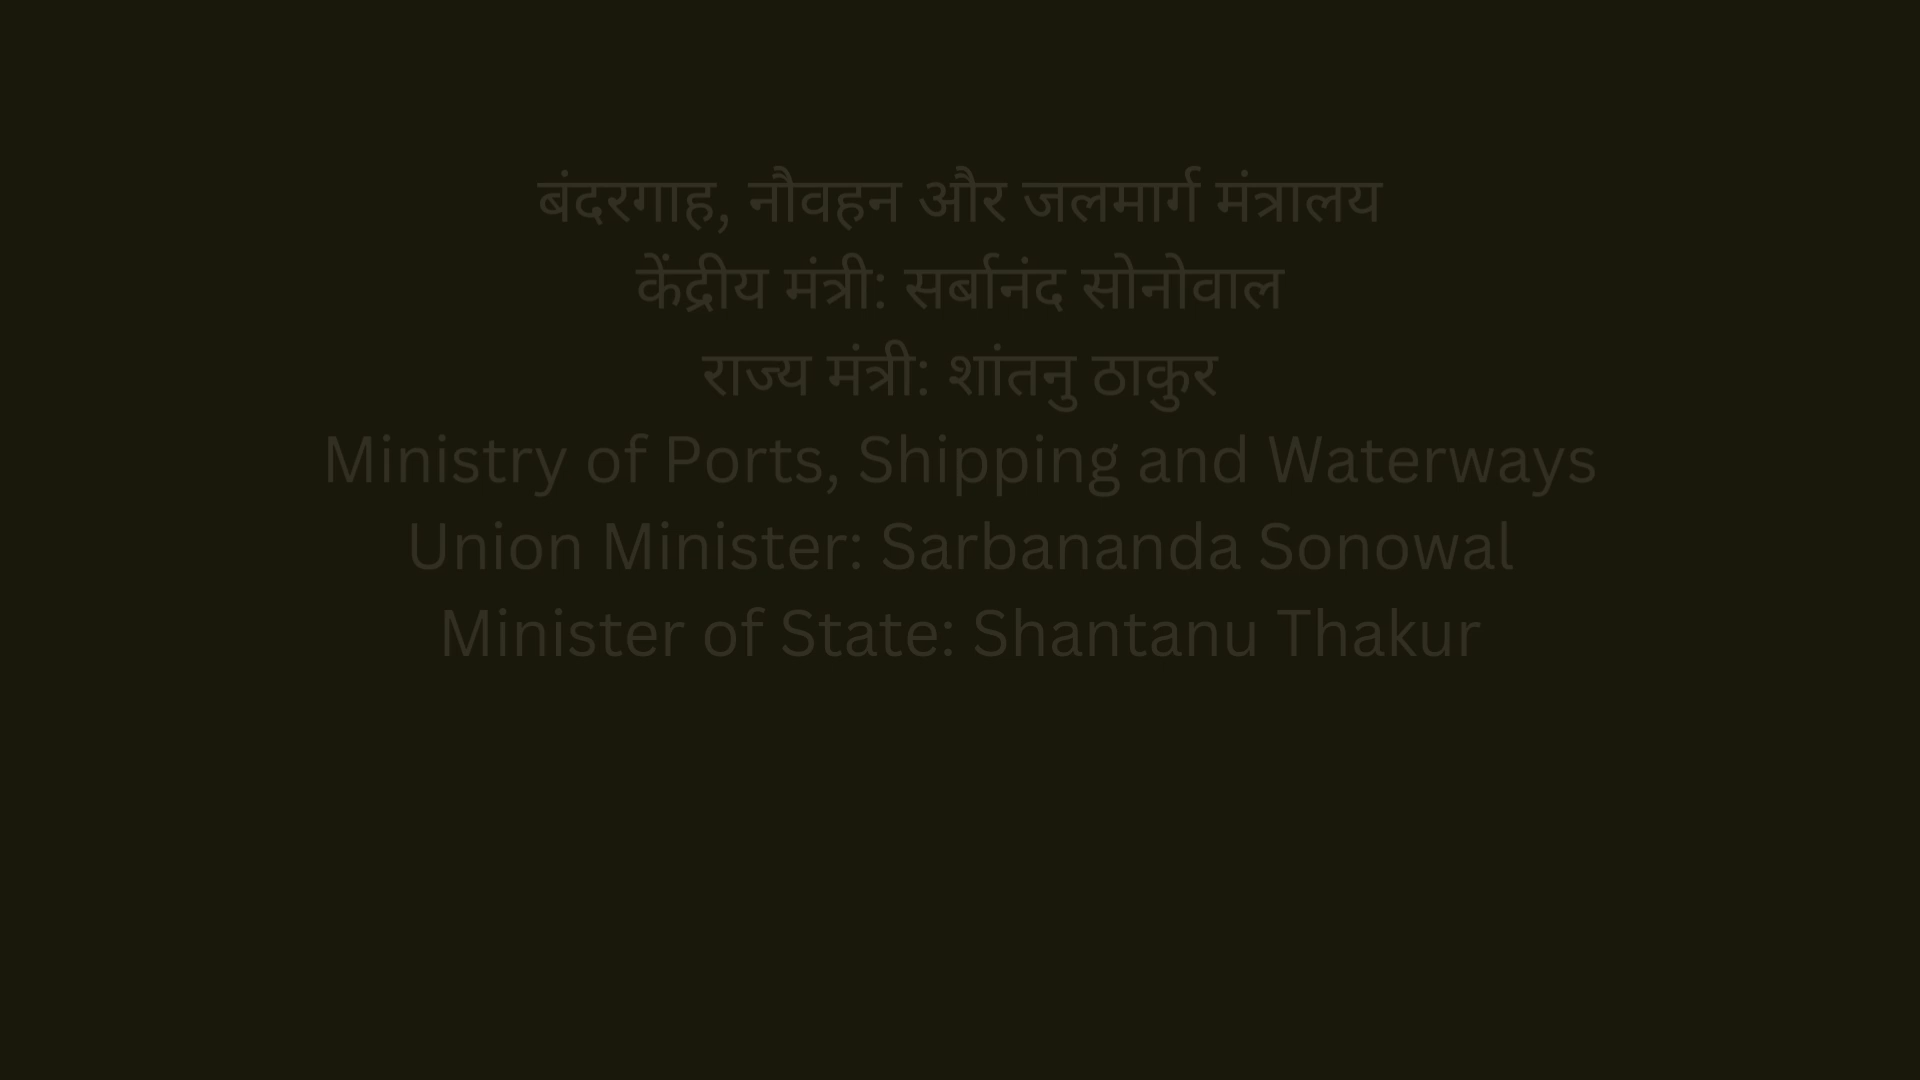 बंदरगाह, नौवहन और जलमार्ग मंत्रालय
केंद्रीय मंत्री: सर्बानंद सोनोवाल
राज्य मंत्री: शांतनु ठाकुर
Ministry of Ports, Shipping and Waterways
Union Minister: Sarbananda Sonowal
Minister of State: Shantanu Thakur